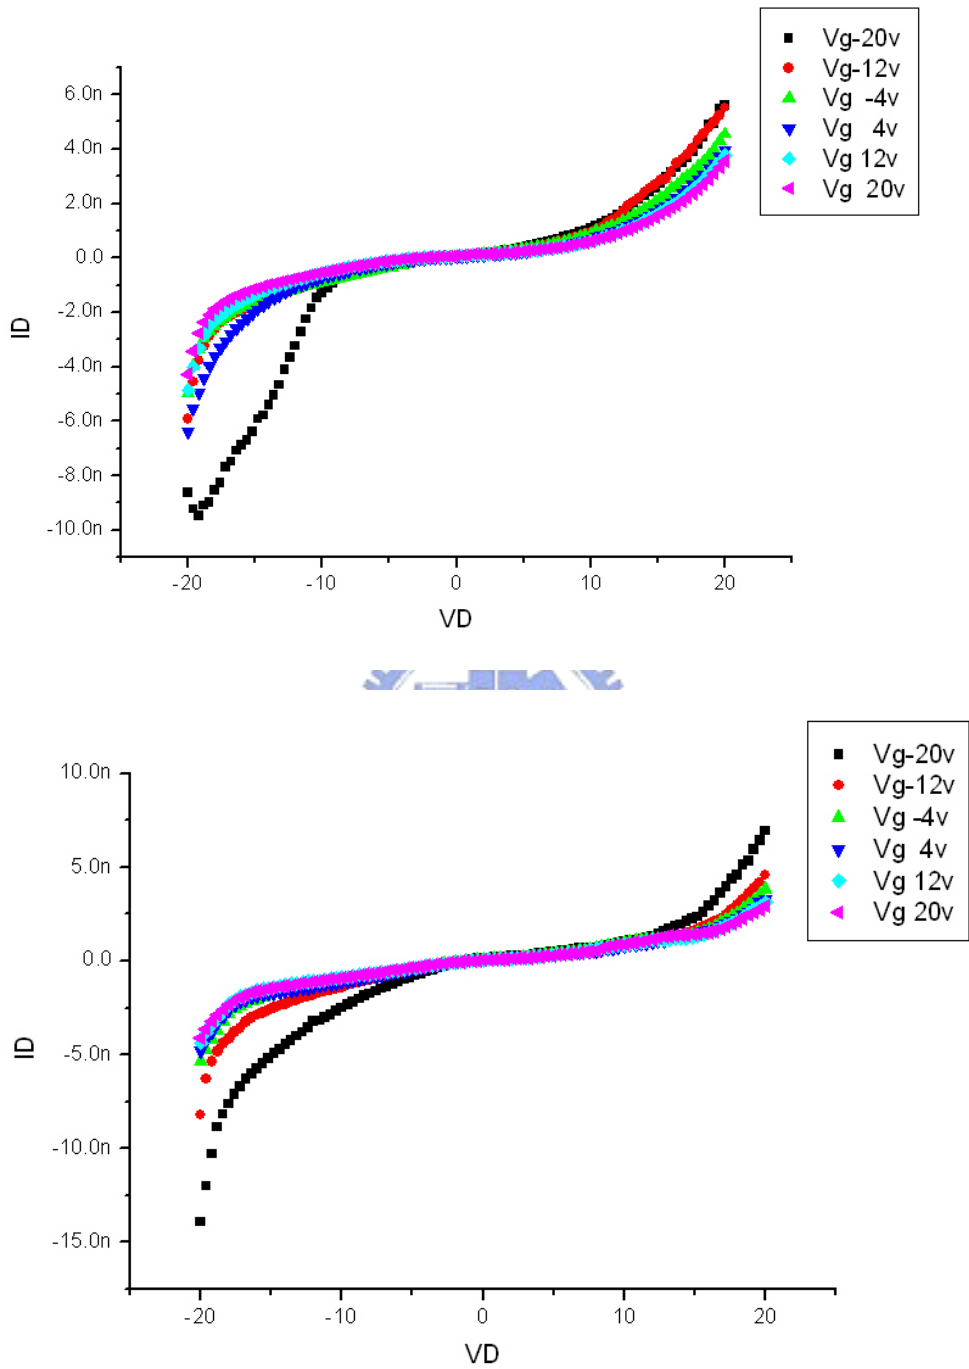 Vg-20v
Vg-12v
Vg -4v
Vg 4v
Vg 12v
Vg 20v
6.0n
4.0n
2.0n
0.0
-2.0n
-4.0n
-6.0n
-8.0n
-10.0n
ID
-20 -10 0 10 20
VD
Vg-20v
Vg-12v
Vg -4v
Vg 4v
Vg 12v
Vg 20v
10.0n
5.0n
0.0
-5.0n
-10.0n
-15.0n
ID
-20 -10 0 10 20
VD